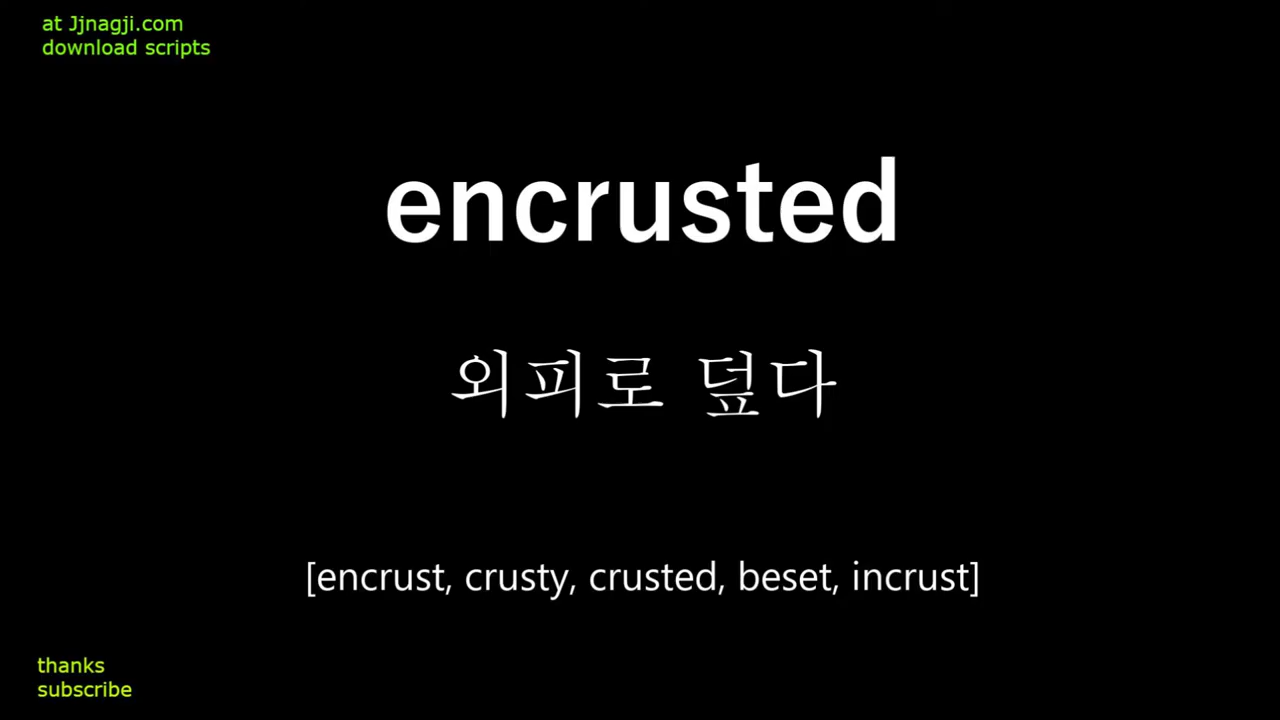 at Jjnagji.com
download scripts
encrusted
외피로 덮다
[encrust, crusty, crusted, beset, incrust]
thanks
subscribe